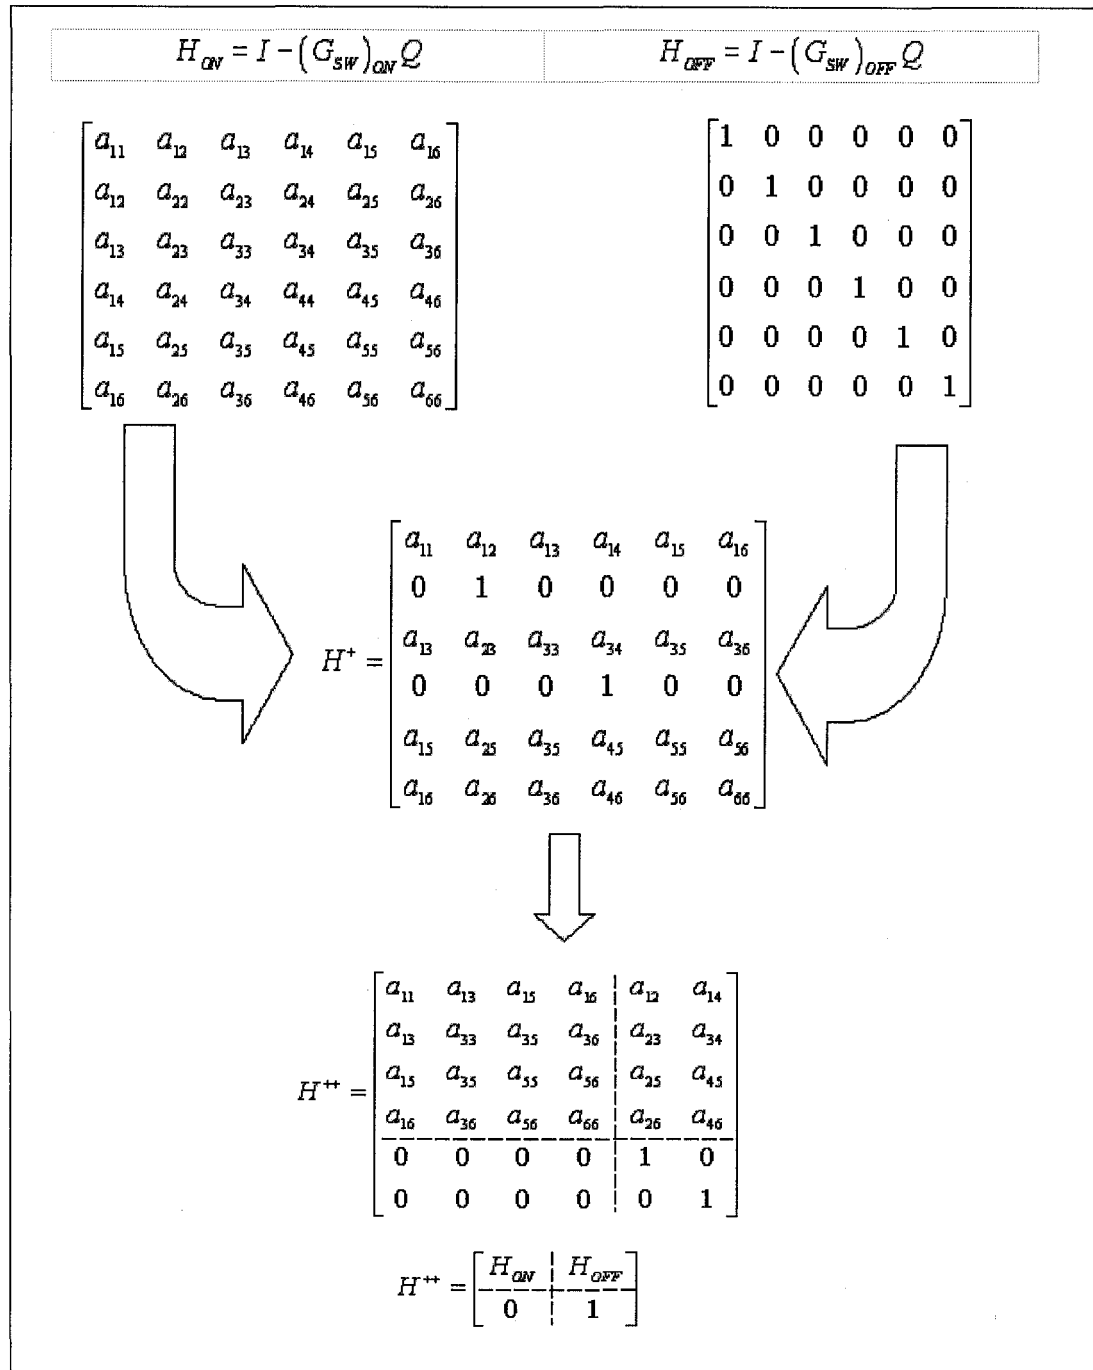 H_ON = I − (G_SW)_ON Q
H_OFF = I − (G_SW)_OFF Q
a11 a12 a13 a14 a15 a16
a12 a22 a23 a24 a25 a26
a13 a23 a33 a34 a35 a36
a14 a24 a34 a44 a45 a46
a15 a25 a35 a45 a55 a56
a16 a26 a36 a46 a56 a66
1 0 0 0 0 0
0 1 0 0 0 0
0 0 1 0 0 0
0 0 0 1 0 0
0 0 0 0 1 0
0 0 0 0 0 1
H+ =
a11 a12 a13 a14 a15 a16
0 1 0 0 0 0
a13 a23 a33 a34 a35 a36
0 0 0 1 0 0
a15 a25 a35 a45 a55 a56
a16 a26 a36 a46 a56 a66
H++ =
a11 a13 a15 a16 a12 a14
a13 a33 a35 a36 a23 a34
a15 a35 a55 a56 a25 a45
a16 a36 a56 a66 a26 a46
0 0 0 0 1 0
0 0 0 0 0 1
H++ =
H_ON H_OFF
0 1